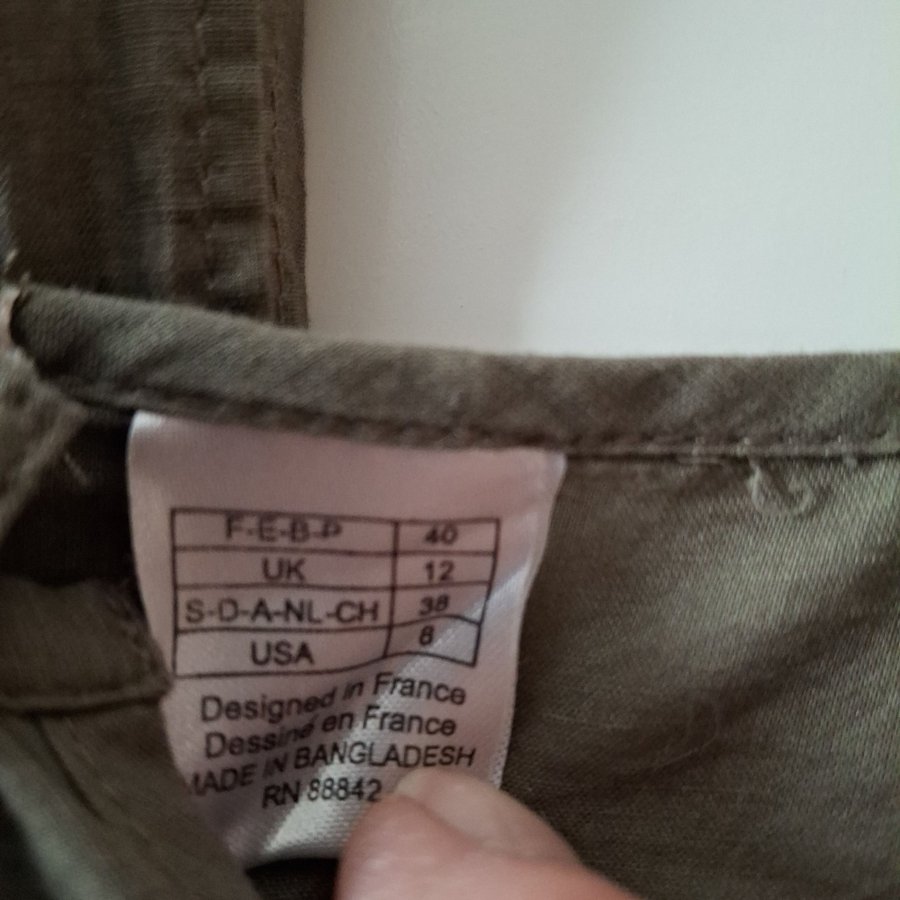 F-E-B-P 40
UK 12
S-D-A-NL-CH 38
USA 8
Designed in France
Dessiné en France
MADE IN BANGLADESH
RN 88842